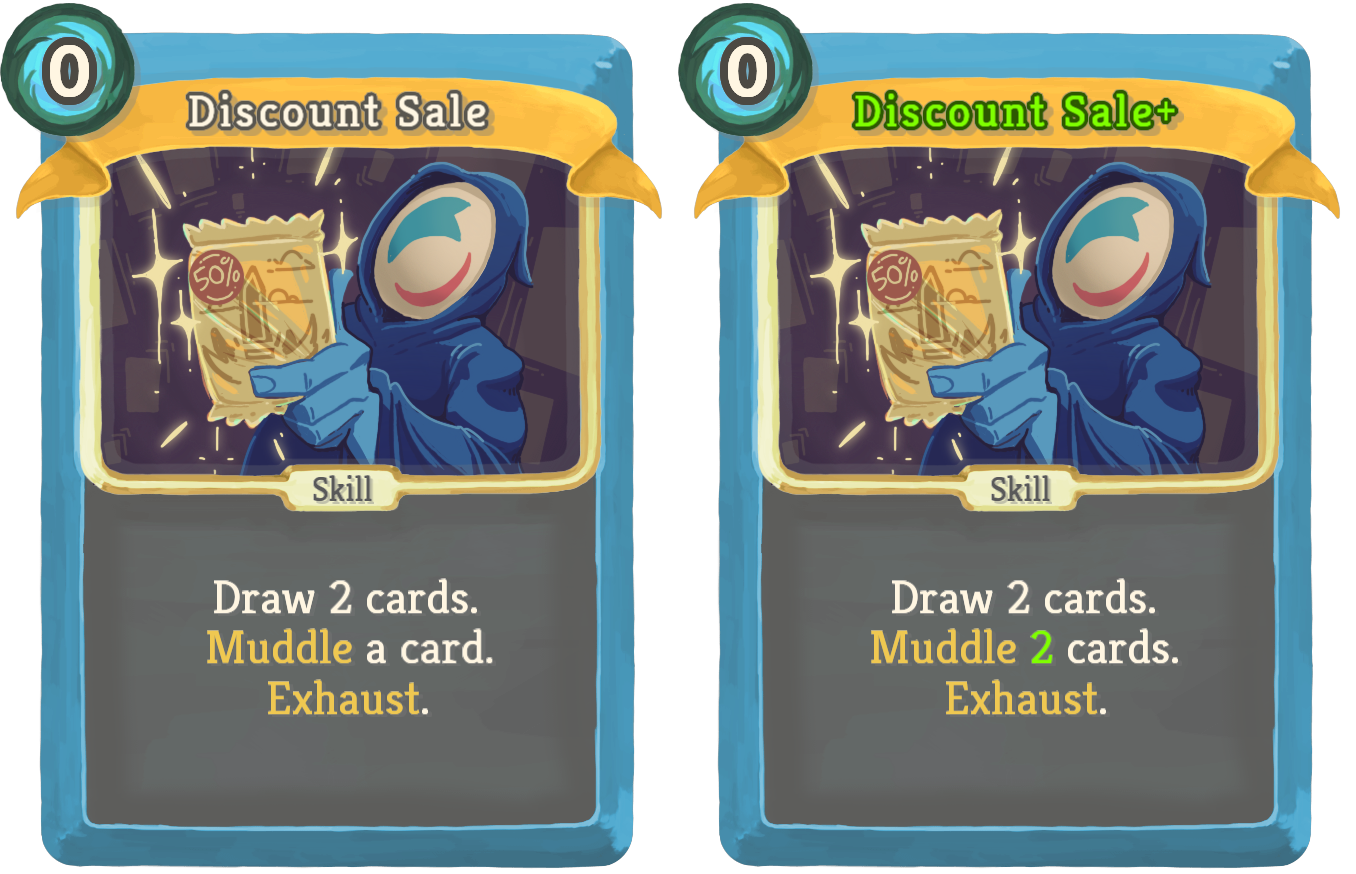 0
Discount Sale
50%
Skill
Draw 2 cards.
Muddle a card.
Exhaust.
0
Discount Sale+
50%
Skill
Draw 2 cards.
Muddle 2 cards.
Exhaust.